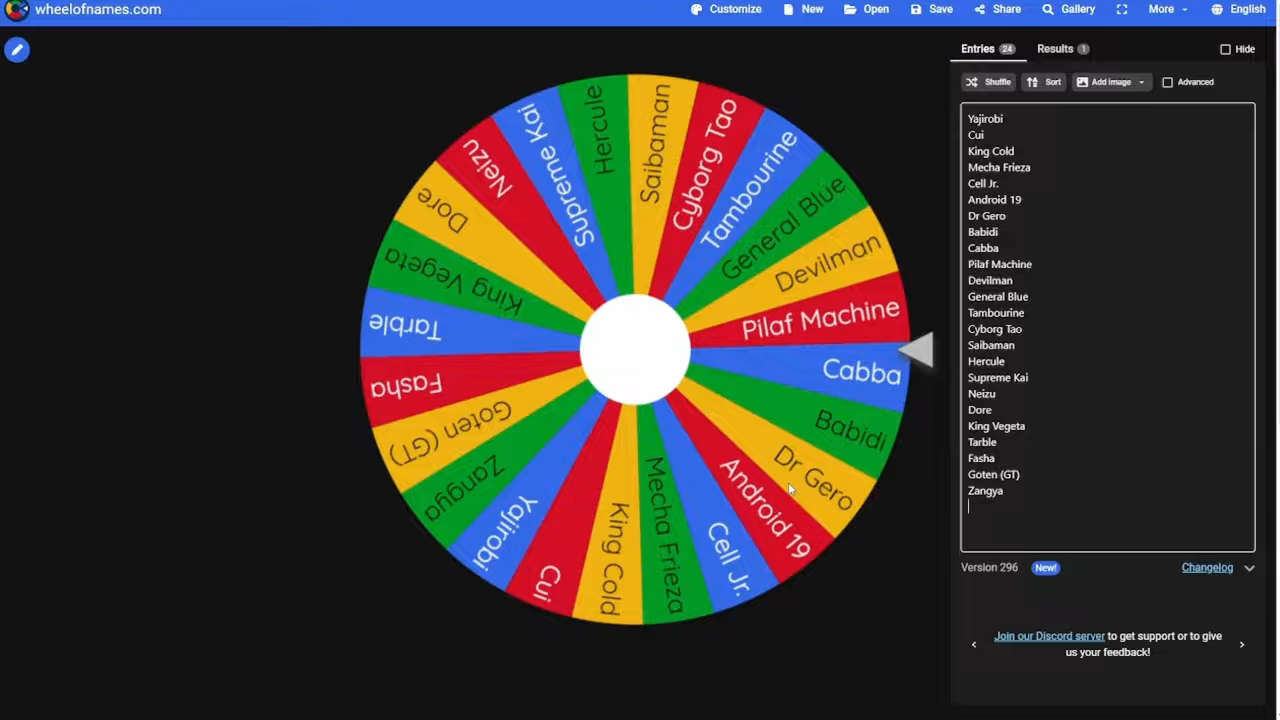 wheelofnames.com
Customize
New
Open
Save
Share
Gallery
More
English
Entries 24
Results 1
Hide
Shuffle
Sort
Add image
Advanced
Yajirobi
Cui
King Cold
Mecha Frieza
Cell Jr.
Android 19
Dr Gero
Babidi
Cabba
Pilaf Machine
Devilman
General Blue
Tambourine
Cyborg Tao
Saibaman
Hercule
Supreme Kai
Neizu
Dore
King Vegeta
Tarble
Fasha
Goten (GT)
Zangya
Version 296 New!
Changelog
Join our Discord server to get support or to give
us your feedback!
Hercule
Saibaman
Cyborg Tao
Tambourine
General Blue
Devilman
Pilaf Machine
Cabba
Babidi
Dr Gero
Android 19
Cell Jr.
Mecha Frieza
King Cold
Cui
Yajirobi
Zangya
Goten (GT)
Fasha
Tarble
King Vegeta
Dore
Neizu
Supreme Kai